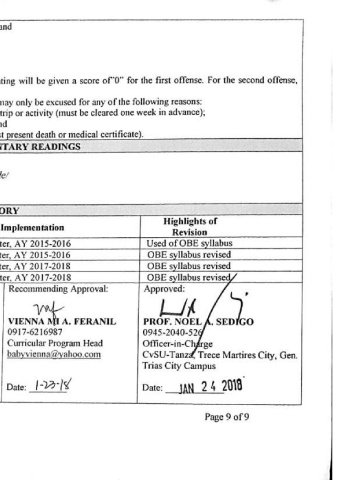 and
ting will be given a score of"0" for the first offense. For the second offense,
may only be excused for any of the following reasons:
trip or activity (must be cleared one week in advance);
nd
t present death or medical certificate).
TARY READINGS
le/
ORY
Implementation Highlights of Revision
ter, AY 2015-2016 Used of OBE syllabus
ter, AY 2015-2016 OBE syllabus revised
ter, AY 2017-2018 OBE syllabus revised
ter, AY 2017-2018 OBE syllabus revised
Recommending Approval:
VIENNA MI A. FERANIL
0917-6216987
Curricular Program Head
babyvienna@yahoo.com
Date: 1-23-18
Approved:
PROF. NOEL A. SEDIGO
0945-2040-526
Officer-in-Charge
CvSU-Tanza, Trece Martires City, Gen.
Trias City Campus
Date: JAN 24 2018
Page 9 of 9